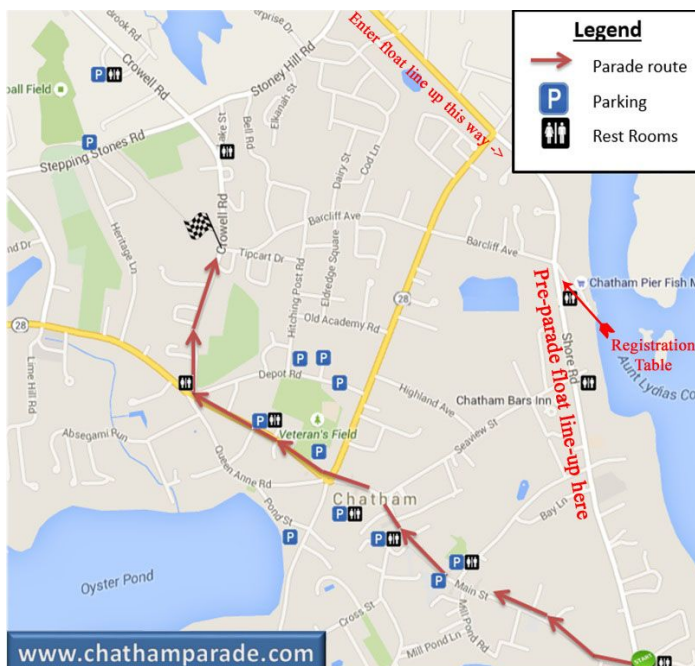 Legend
Parade route
P
Parking
Rest Rooms
Enter float line up this way ->
Crowell Rd
Stoney Hill Rd
Elkanah St
Bell Rd
Cod Ln
Dairy St
Stepping Stones Rd
Heritage Ln
Crowell Rd
Tipcart Dr
Barcliff Ave
Barcliff Ave
Hitching Post Rd
Eldredge Square
Old Academy Rd
28
28
Chatham Pier Fish M
Registration
Table
Aunt Lydias Co
Shore Rd
Pre-parade float line-up here
Lime Hill Rd
Depot Rd
Highland Ave
Chatham Bars Inn
Seaview St
Absegami Run
Veteran's Field
Queen Anne Rd
Pond St
Chatham
Bay Ln
Oyster Pond
Main St
Cross St
Mill Pond Rd
Mill Pond Ln
START
www.chathamparade.com